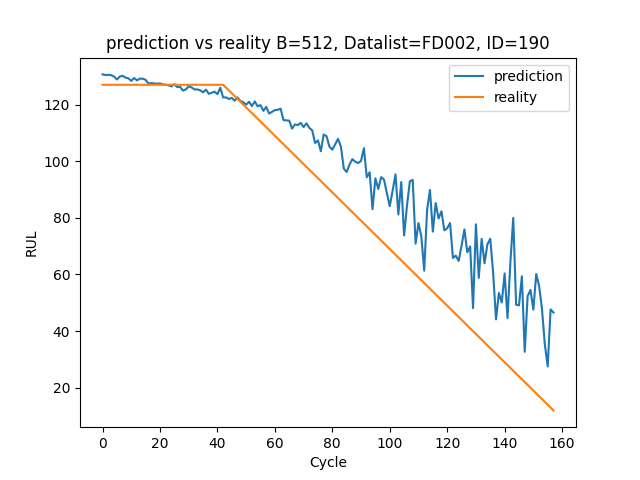 prediction vs reality B=512, Datalist=FD002, ID=190
prediction
reality
120
100
80
60
40
20
RUL
0 20 40 60 80 100 120 140 160
Cycle